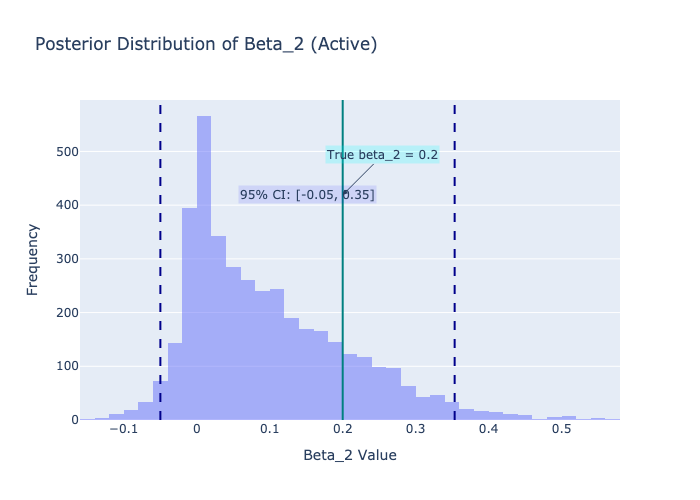 Posterior Distribution of Beta_2 (Active)
True beta_2 = 0.2
95% CI: [-0.05, 0.35]
Frequency
500
400
300
200
100
0
−0.1 0 0.1 0.2 0.3 0.4 0.5
Beta_2 Value